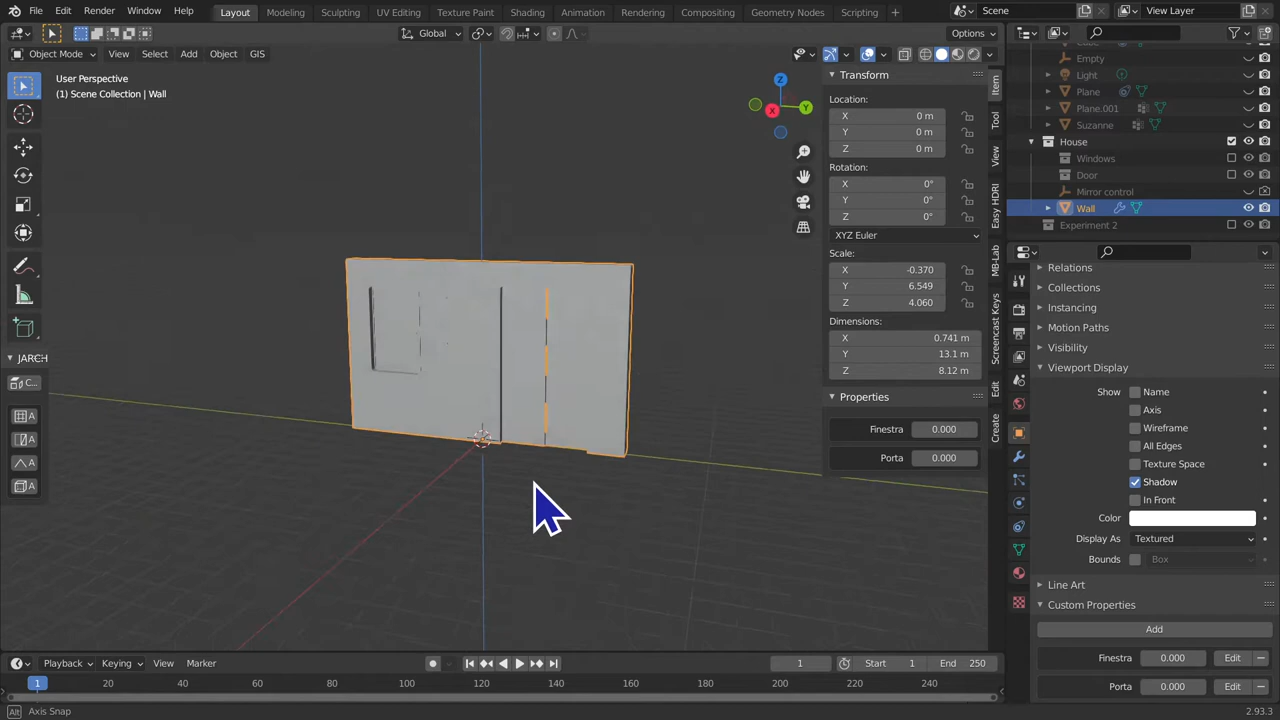 File Edit Render Window Help Layout Modeling Sculpting UV Editing Texture Paint Shading Animation Rendering Compositing Geometry Nodes Scripting Scene View Layer
Global Options
Object Mode View Select Add Object GIS
User Perspective
(1) Scene Collection | Wall
Z
Y
X
JARCH
C...
A
A
A
A
Transform
Location:
X 0 m
Y 0 m
Z 0 m
Rotation:
X 0°
Y 0°
Z 0°
XYZ Euler
Scale:
X -0.370
Y 6.549
Z 4.060
Dimensions:
X 0.741 m
Y 13.1 m
Z 8.12 m
Properties
Finestra 0.000
Porta 0.000
Item
Tool
View
Easy HDRI
MB-Lab
Screencast Keys
Edit
Create
Empty
Light
Plane
Plane.001
Suzanne
House
Windows
Door
Mirror control
Wall
Experiment 2
Relations
Collections
Instancing
Motion Paths
Visibility
Viewport Display
Show Name
Axis
Wireframe
All Edges
Texture Space
Shadow
In Front
Color
Display As Textured
Bounds Box
Line Art
Custom Properties
Add
Finestra 0.000 Edit
Porta 0.000 Edit
Playback Keying View Marker 1 Start 1 End 250
1 20 40 60 80 100 120 140 160 180 200 220 240
Alt Axis Snap 2.93.3